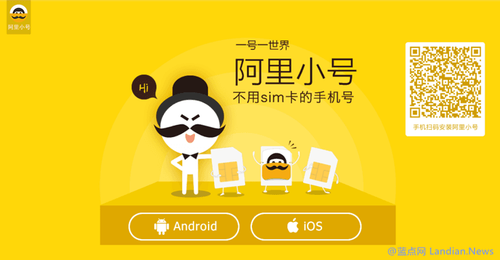 阿里小号
一号一世界
阿里小号
不用sim卡的手机号
Hi
手机扫码安装阿里小号
Android
iOS
@蓝点网 Landian.News